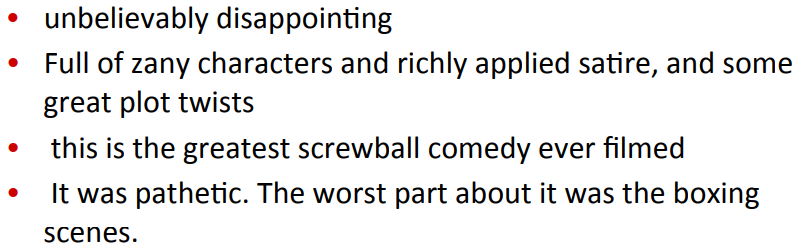 • unbelievably disappointing
• Full of zany characters and richly applied satire, and some
great plot twists
• this is the greatest screwball comedy ever filmed
• It was pathetic. The worst part about it was the boxing
scenes.